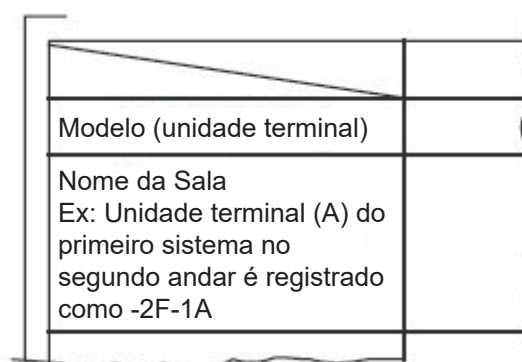 Modelo (unidade terminal)
Nome da Sala
Ex: Unidade terminal (A) do
primeiro sistema no
segundo andar é registrado
como -2F-1A